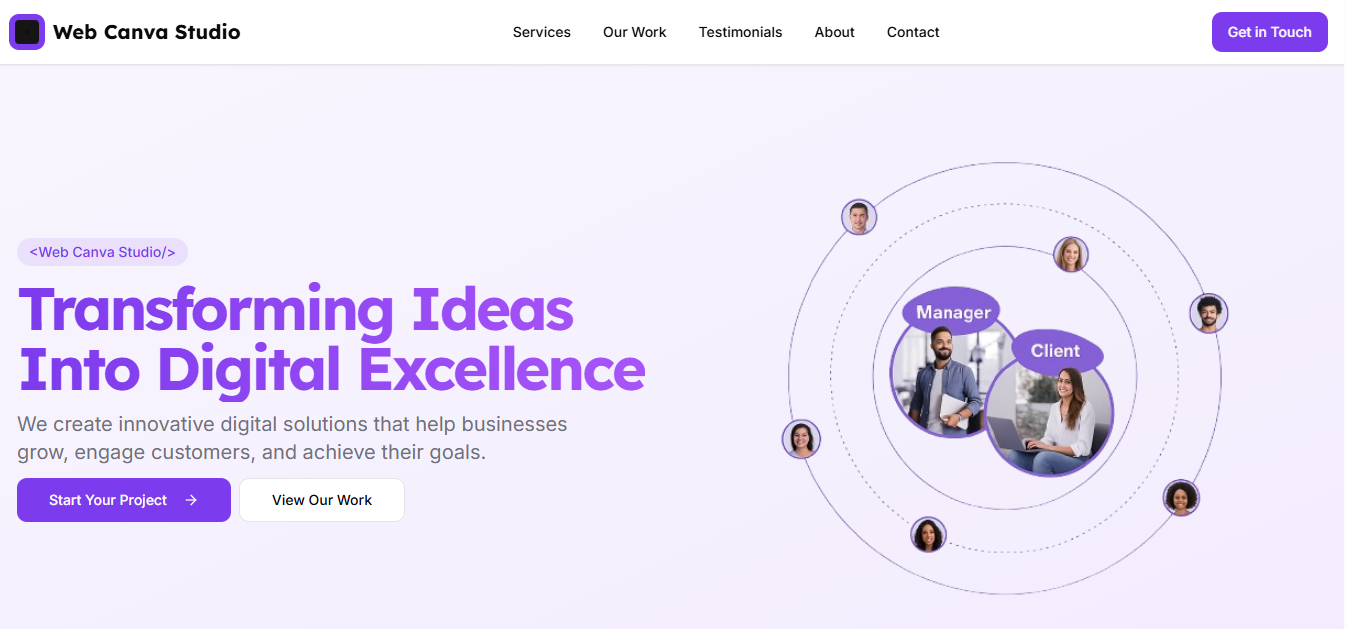 Web Canva Studio
Services
Our Work
Testimonials
About
Contact
Get in Touch
<Web Canva Studio/>
Transforming Ideas
Into Digital Excellence
We create innovative digital solutions that help businesses
grow, engage customers, and achieve their goals.
Start Your Project →
View Our Work
Manager
Client